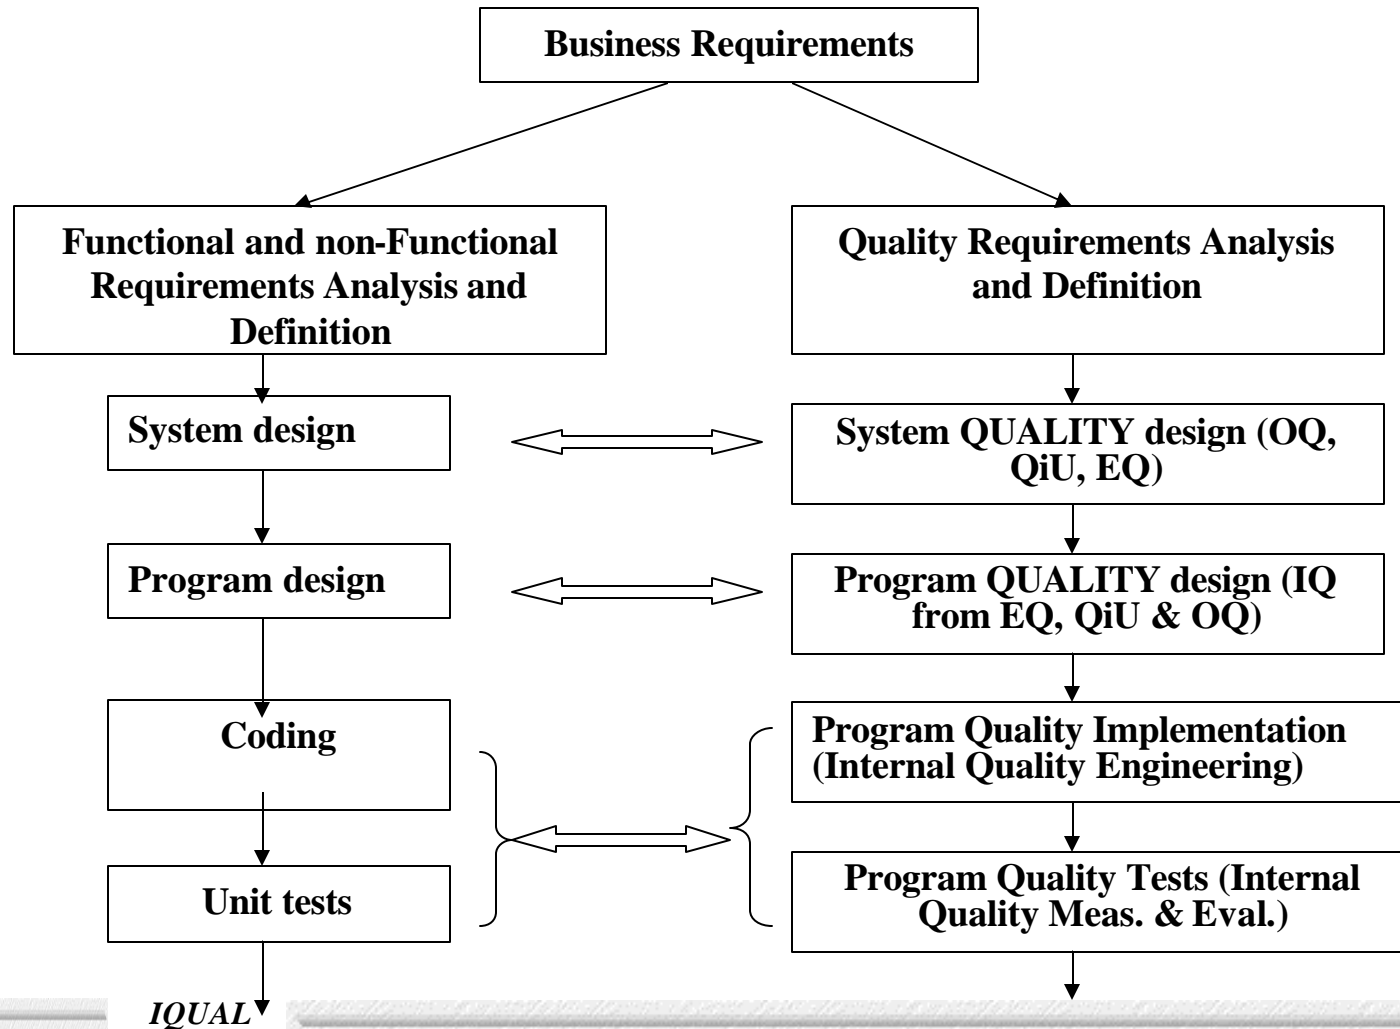 Business Requirements
Functional and non-Functional
Requirements Analysis and
Definition
Quality Requirements Analysis
and Definition
System design
System QUALITY design (OQ,
QiU, EQ)
Program design
Program QUALITY design (IQ
from EQ, QiU & OQ)
Coding
Program Quality Implementation
(Internal Quality Engineering)
Unit tests
Program Quality Tests (Internal
Quality Meas. & Eval.)
IQUAL